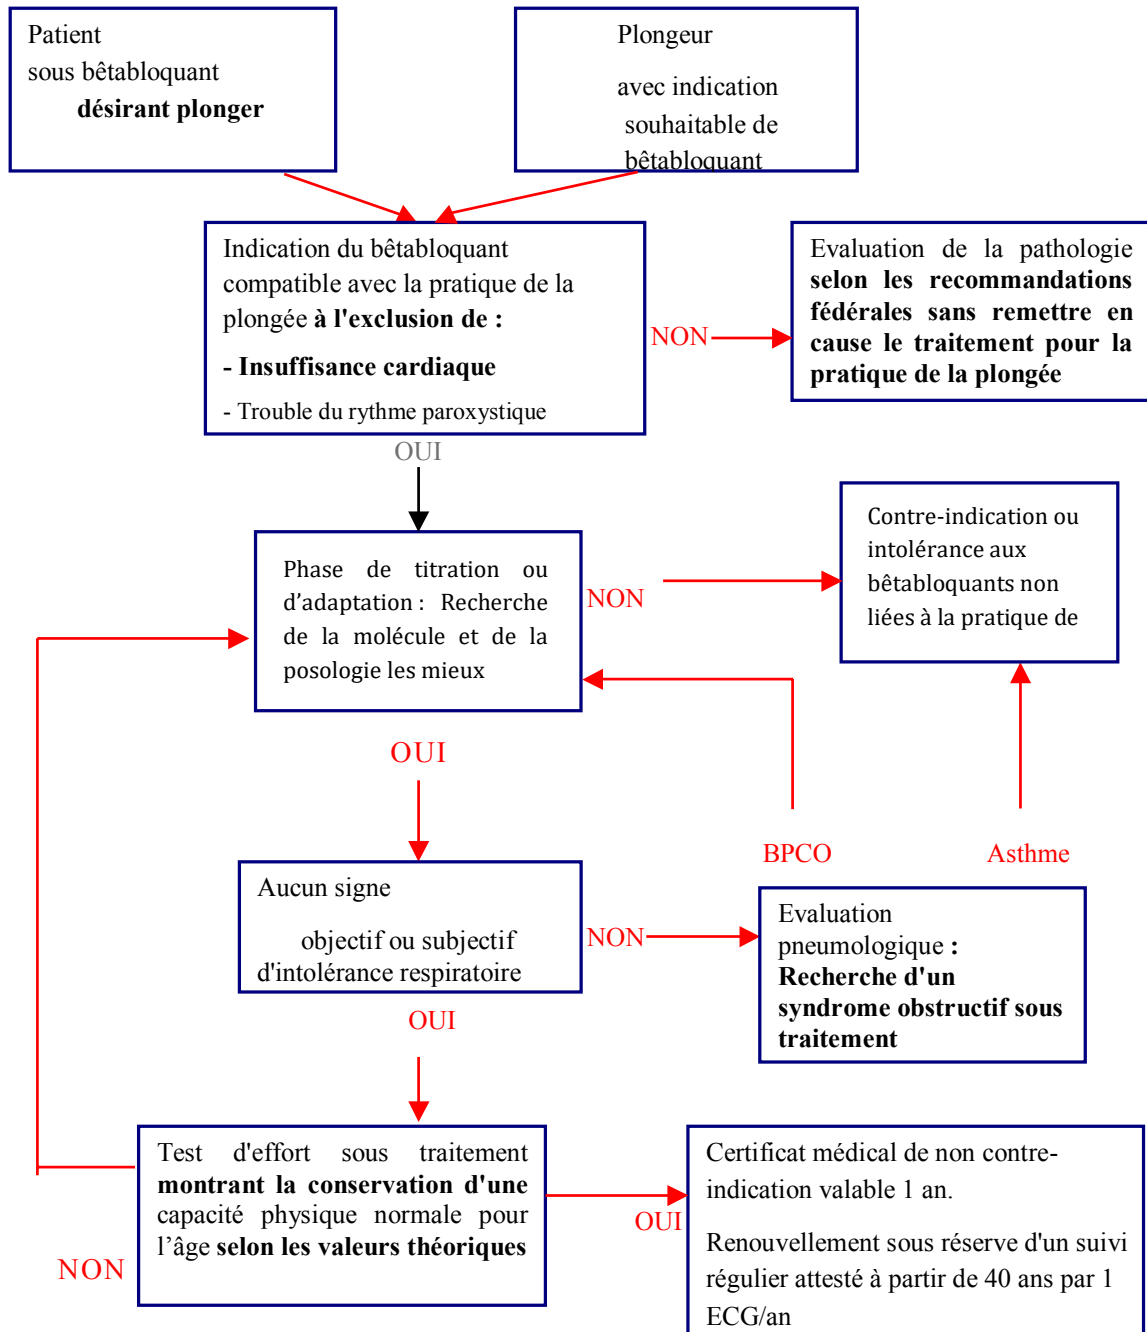 Patient
sous bêtabloquant
désirant plonger
Plongeur
avec indication
souhaitable de
bêtabloquant
Indication du bêtabloquant
compatible avec la pratique de la
plongée à l'exclusion de :
- Insuffisance cardiaque
- Trouble du rythme paroxystique
NON
Evaluation de la pathologie
selon les recommandations
fédérales sans remettre en
cause le traitement pour la
pratique de la plongée
OUI
Phase de titration ou
d’adaptation : Recherche
de la molécule et de la
posologie les mieux
NON
Contre-indication ou
intolérance aux
bêtabloquants non
liées à la pratique de
OUI
BPCO
Asthme
Aucun signe
objectif ou subjectif
d'intolérance respiratoire
NON
Evaluation
pneumologique :
Recherche d'un
syndrome obstructif sous
traitement
OUI
Test d'effort sous traitement
montrant la conservation d'une
capacité physique normale pour
l’âge selon les valeurs théoriques
NON
OUI
Certificat médical de non contre-
indication valable 1 an.
Renouvellement sous réserve d'un suivi
régulier attesté à partir de 40 ans par 1
ECG/an